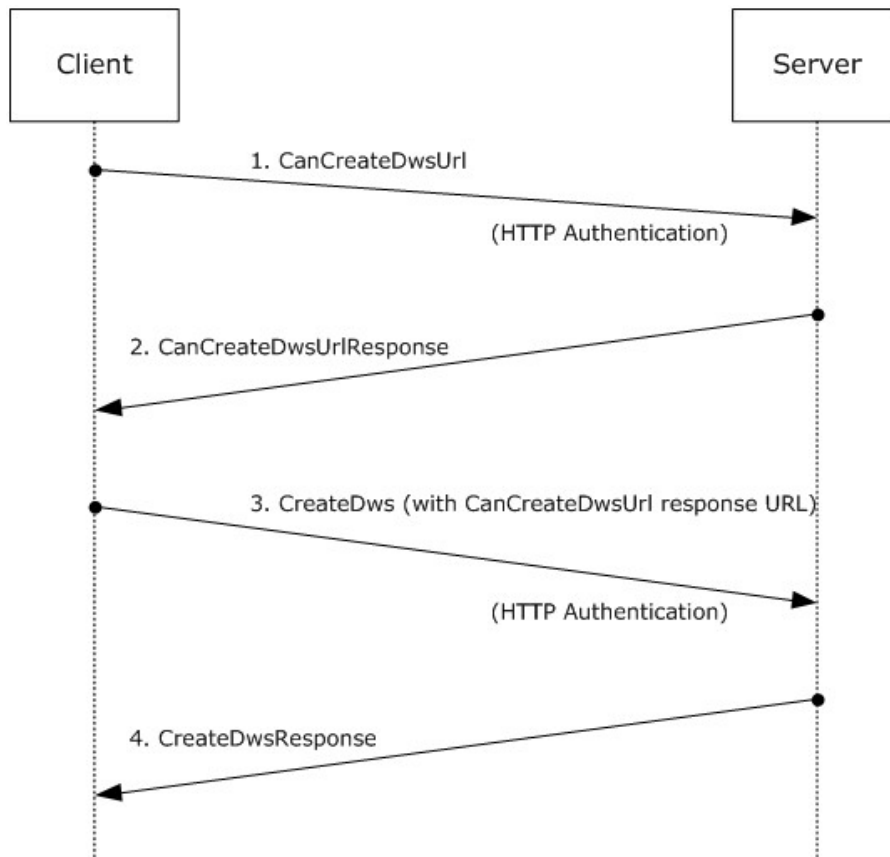 Client
Server
1. CanCreateDwsUrl
(HTTP Authentication)
2. CanCreateDwsUrlResponse
3. CreateDws (with CanCreateDwsUrl response URL)
(HTTP Authentication)
4. CreateDwsResponse